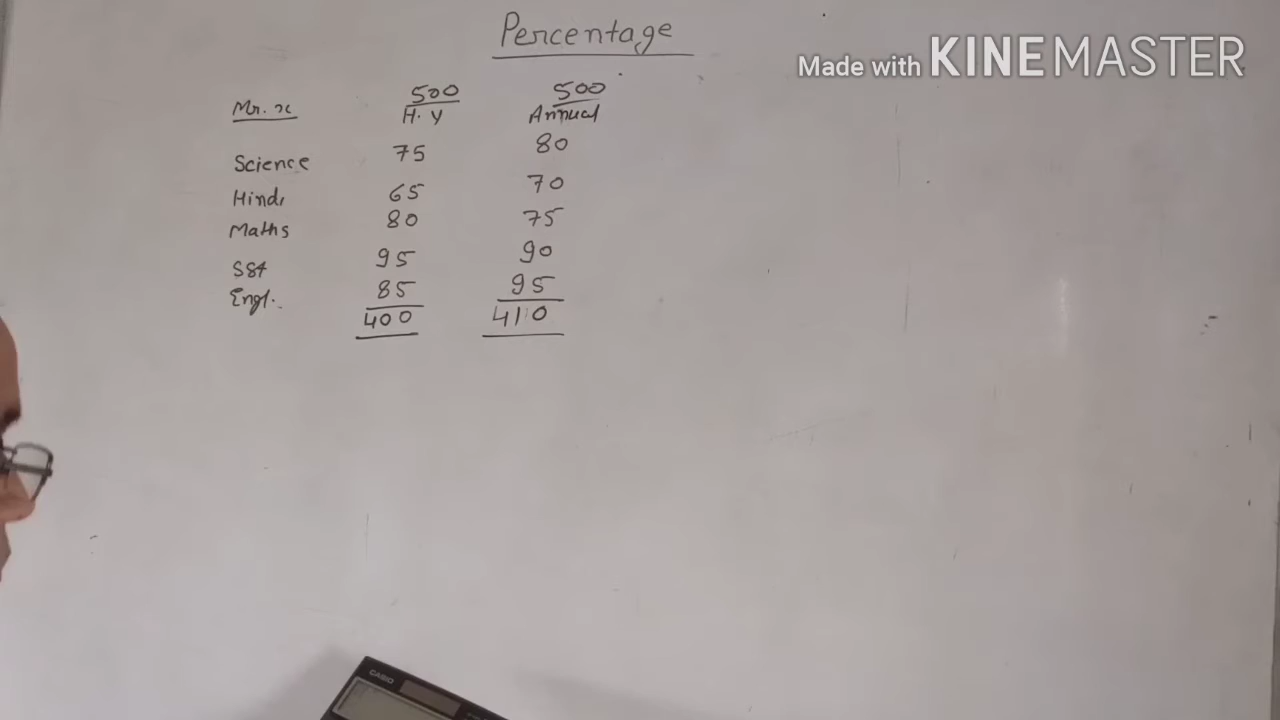 Percentage
Made with KINEMASTER
500 500
Mr. x H.Y Annual
Science 75 80
Hindi 65 70
Maths 80 75
SSt 95 90
Engl. 85 95
400 410
CASIO